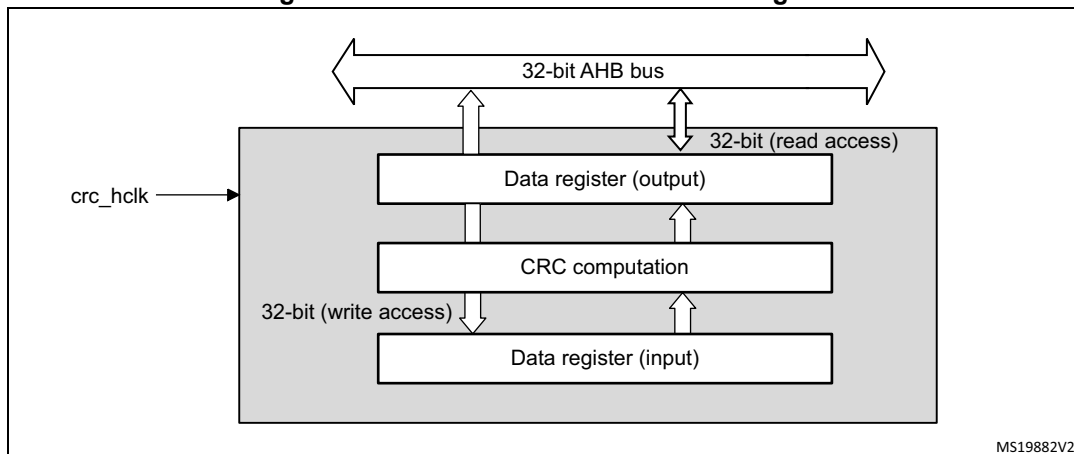 32-bit AHB bus
32-bit (read access)
Data register (output)
crc_hclk
CRC computation
32-bit (write access)
Data register (input)
MS19882V2